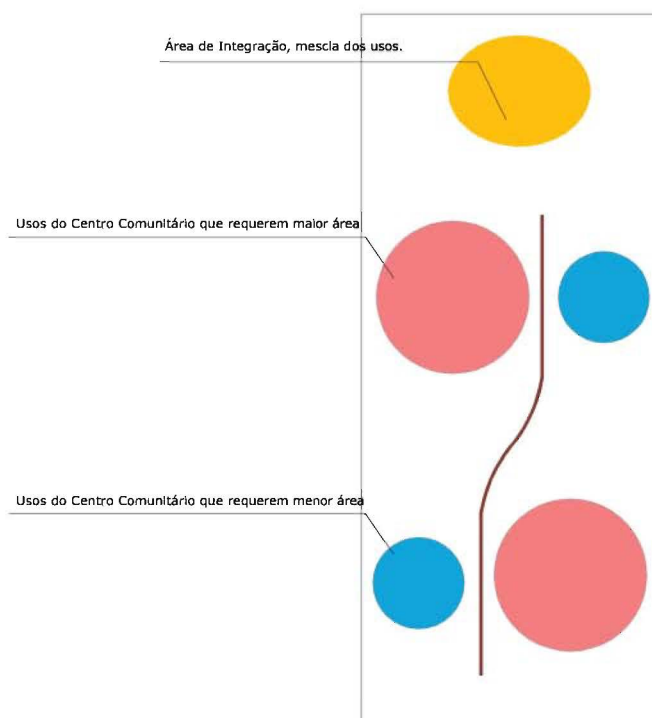 Área de Integração, mescla dos usos.
Usos do Centro Comunitário que requerem maior área
Usos do Centro Comunitário que requerem menor área